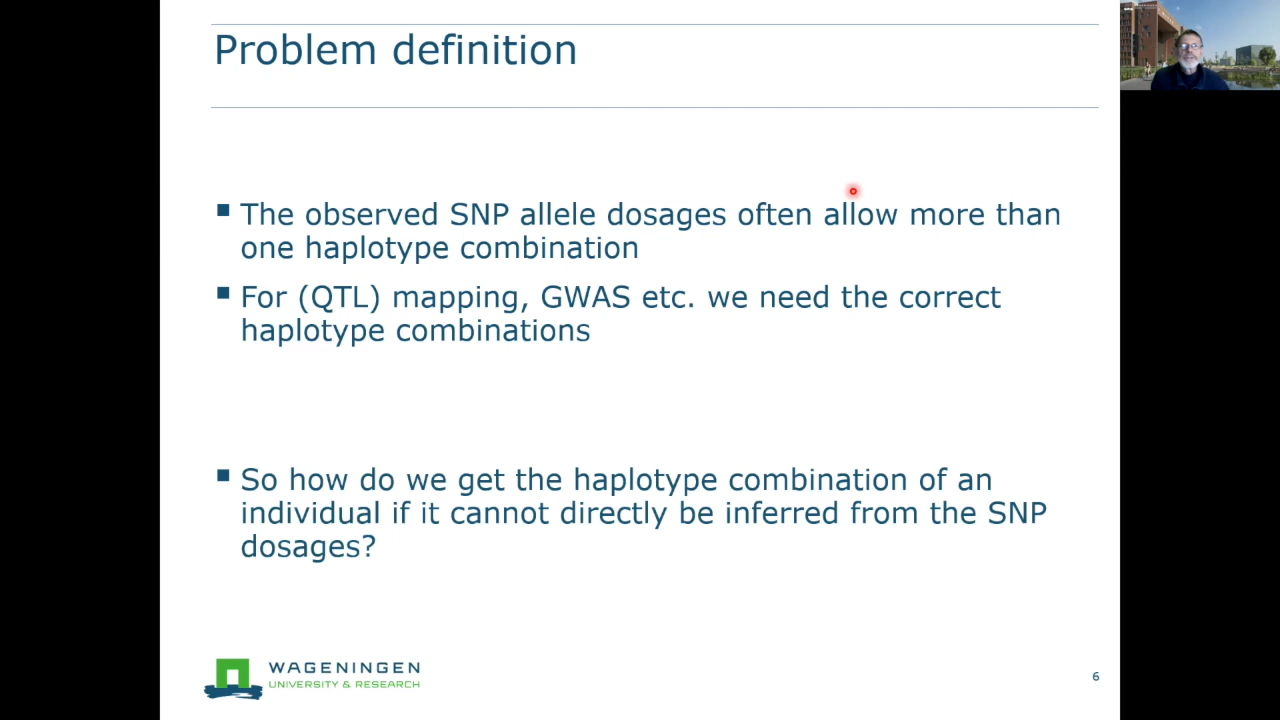 Problem definition
The observed SNP allele dosages often allow more than
one haplotype combination
For (QTL) mapping, GWAS etc. we need the correct
haplotype combinations
So how do we get the haplotype combination of an
individual if it cannot directly be inferred from the SNP
dosages?
WAGENINGEN
UNIVERSITY & RESEARCH
6